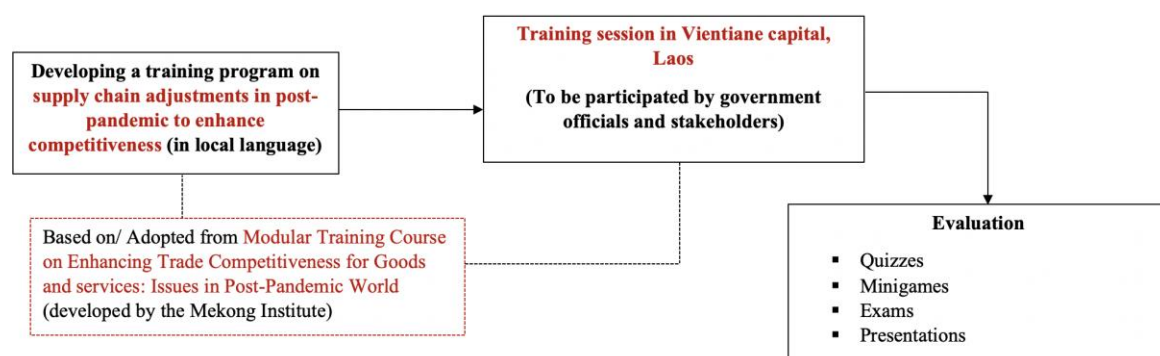 Developing a training program on
supply chain adjustments in post-
pandemic to enhance
competitiveness (in local language)
Training session in Vientiane capital,
Laos
(To be participated by government
officials and stakeholders)
Based on/ Adopted from Modular Training Course
on Enhancing Trade Competitiveness for Goods
and services: Issues in Post-Pandemic World
(developed by the Mekong Institute)
Evaluation
▪ Quizzes
▪ Minigames
▪ Exams
▪ Presentations